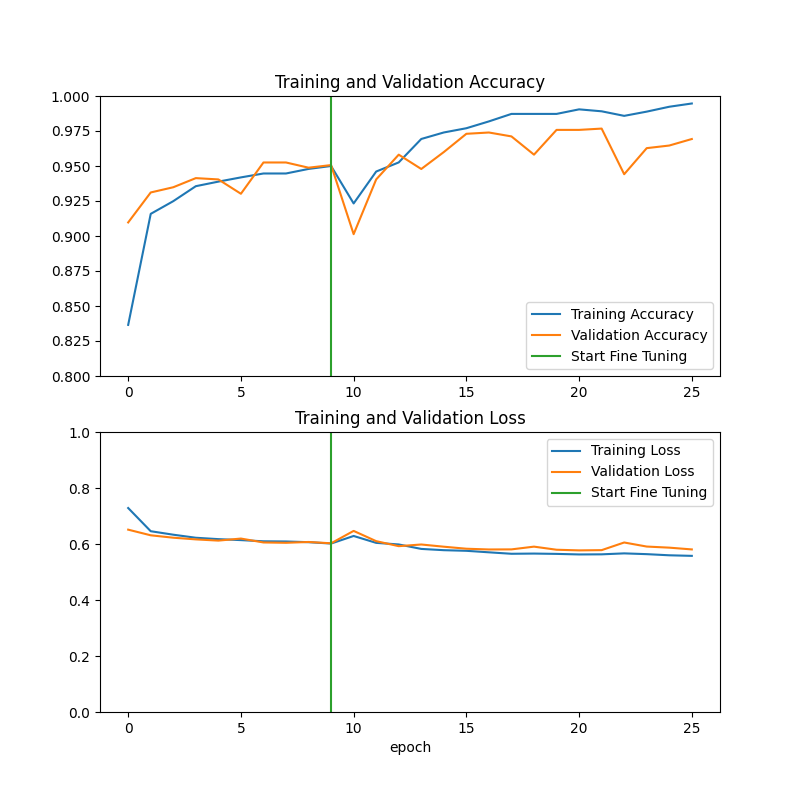 Training and Validation Accuracy
1.000
0.975
0.950
0.925
0.900
0.875
0.850
0.825
0.800
Training Accuracy
Validation Accuracy
Start Fine Tuning
0 5 10 15 20 25
Training and Validation Loss
1.0
0.8
0.6
0.4
0.2
0.0
Training Loss
Validation Loss
Start Fine Tuning
0 5 10 15 20 25
epoch